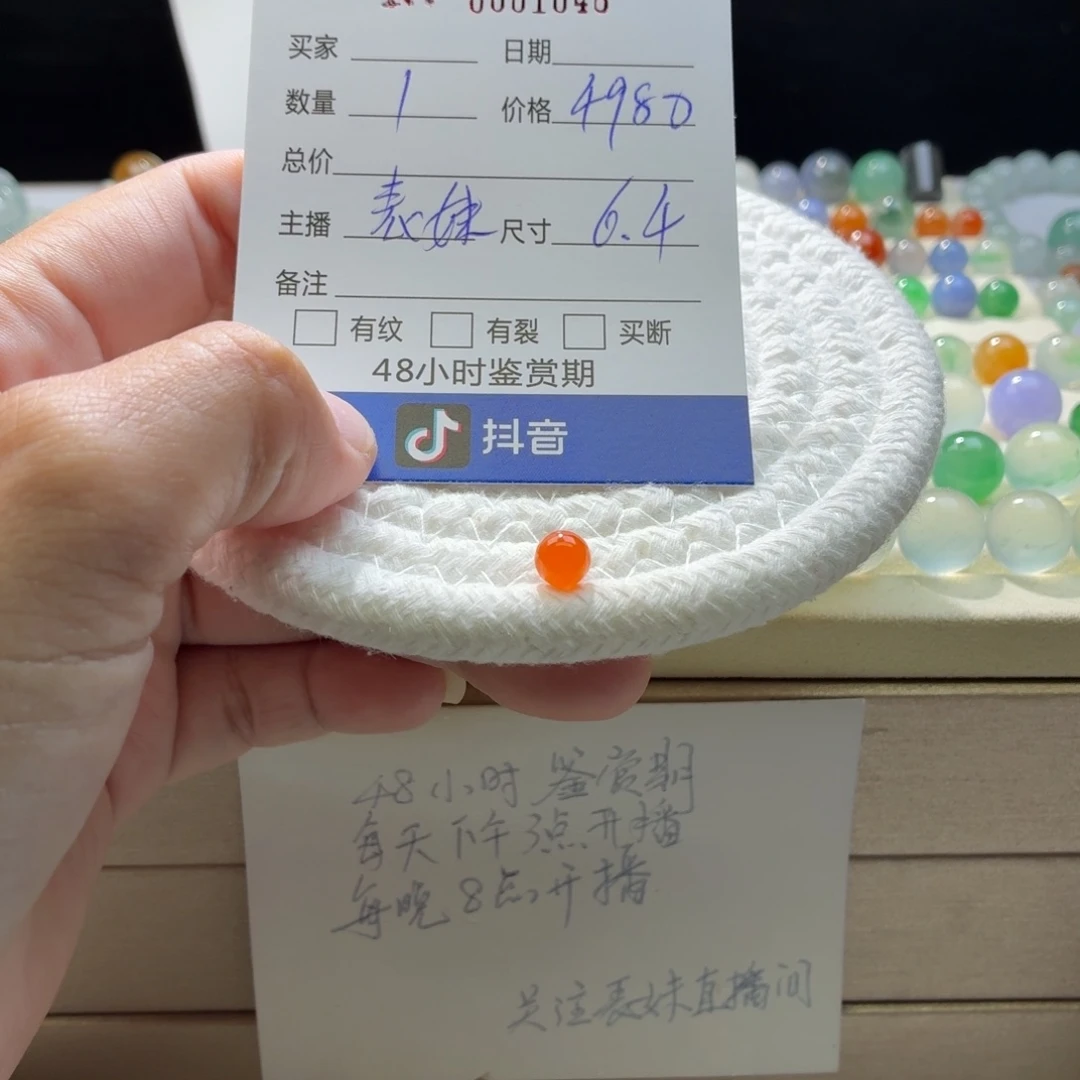 买家 日期
数量 1 价格 4980
总价
主播 表妹 尺寸 6.4
备注
有纹 有裂 买断
48小时鉴赏期
抖音
48小时鉴赏期
每天下午3点开播
每晚8点开播
关注表妹直播间